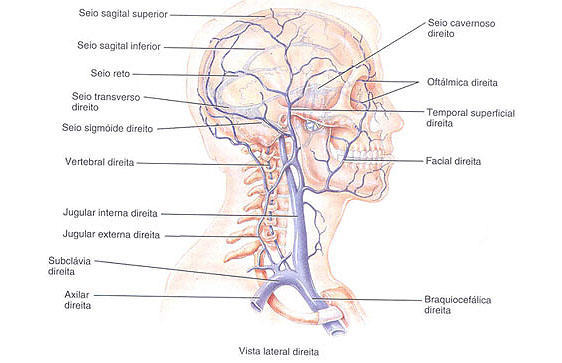 Seio sagital superior
Seio sagital inferior
Seio reto
Seio transverso
direito
Seio sigmóide direito
Vertebral direita
Jugular interna direita
Jugular externa direita
Subclávia
direita
Axilar
direita
Seio cavernoso
direito
Oftálmica direita
Temporal superficial
direita
Facial direita
Braquiocefálica
direita
Vista lateral direita